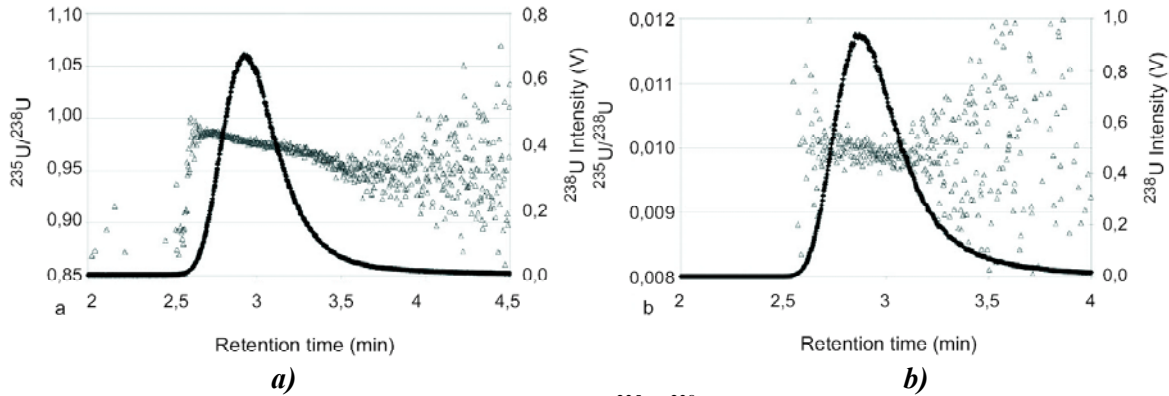 1,10
1,05
1,00
0,95
0,90
0,85
²³⁵U/²³⁸U
0,8
0,6
0,4
0,2
0,0
²³⁸U Intensity (V)
2 2,5 3 3,5 4 4,5
a
Retention time (min)
a)
0,012
0,011
0,010
0,009
0,008
²³⁵U/²³⁸U
1,0
0,8
0,6
0,4
0,2
0,0
²³⁸U Intensity (V)
2 2,5 3 3,5 4
b
Retention time (min)
b)